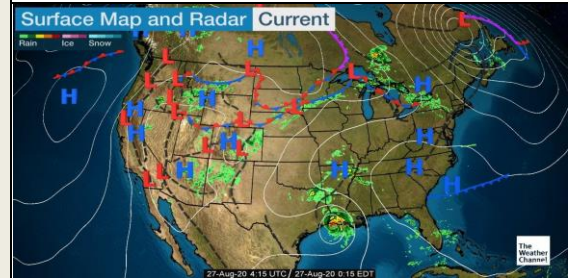 Surface Map and Radar Current
Rain Ice Snow
L
H
H
L
L
L
H
L
L
H
L
L
H
L
L
L
H
H
H
L
H
L
H
H
H
L
L
H
27-Aug-20 4:15 UTC / 27-Aug-20 0:15 EDT
The
Weather
Channel